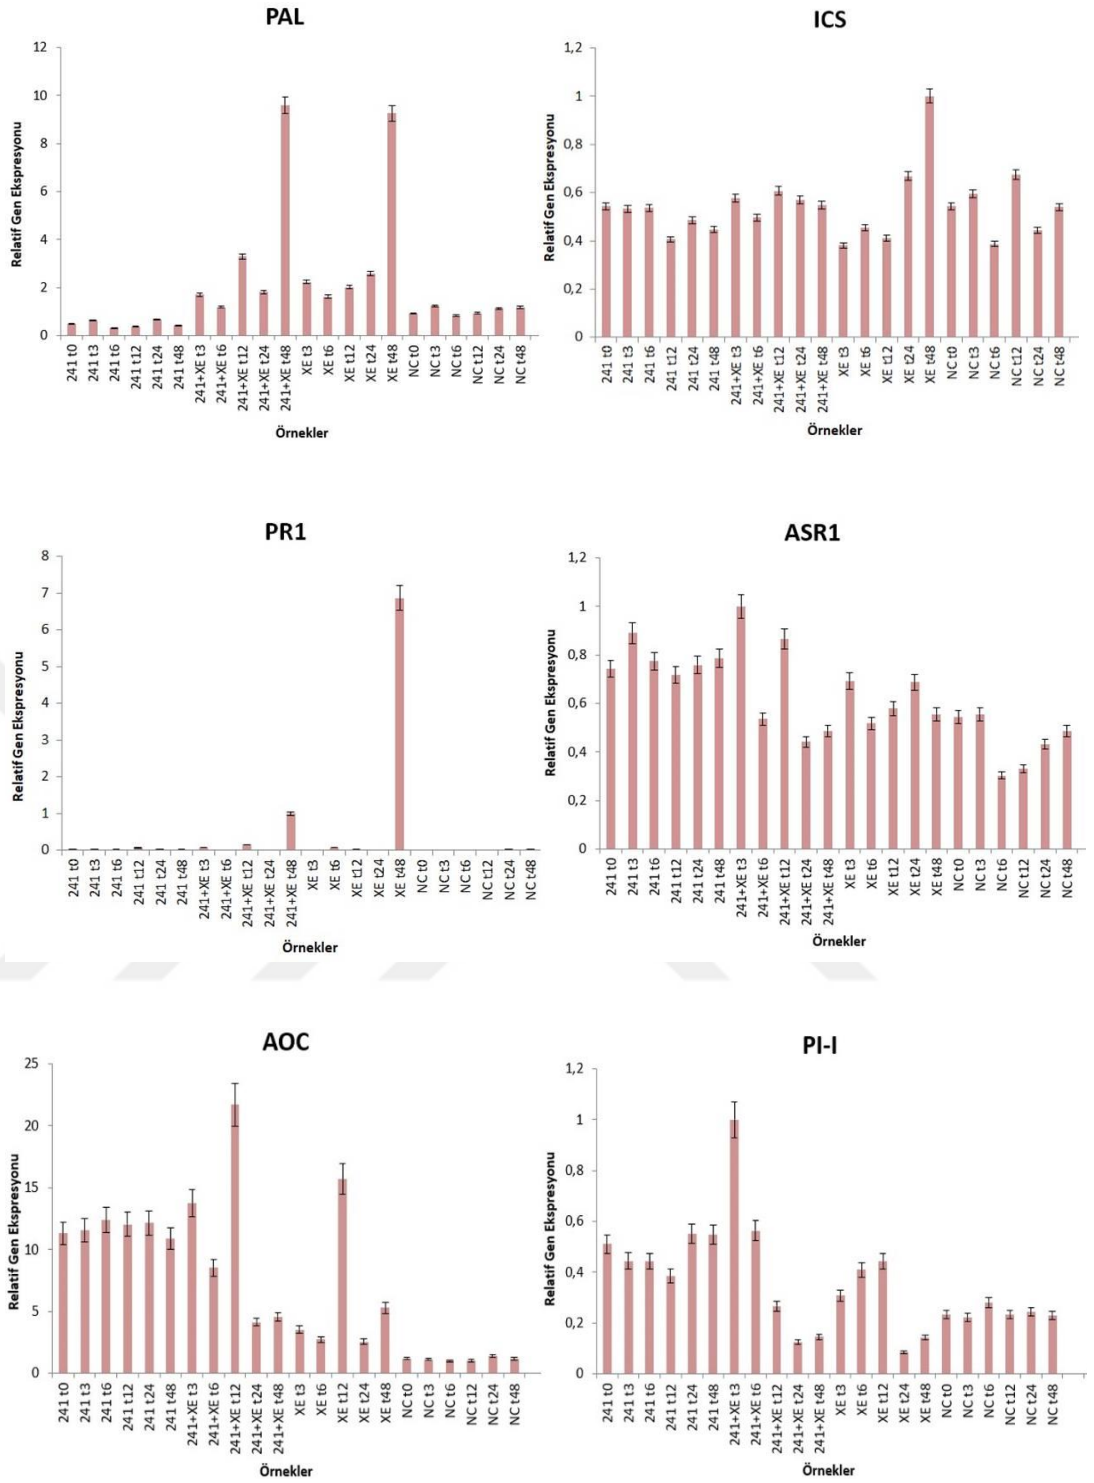 PAL
Relatif Gen Ekspresyonu
12
10
8
6
4
2
0
241 t0
241 t3
241 t6
241 t12
241 t24
241 t48
241+XE t3
241+XE t6
241+XE t12
241+XE t24
241+XE t48
XE t3
XE t6
XE t12
XE t24
XE t48
NC t0
NC t3
NC t6
NC t12
NC t24
NC t48
Örnekler
ICS
Relatif Gen Ekspresyonu
1,2
1
0,8
0,6
0,4
0,2
0
241 t0
241 t3
241 t6
241 t12
241 t24
241 t48
241+XE t3
241+XE t6
241+XE t12
241+XE t24
241+XE t48
XE t3
XE t6
XE t12
XE t24
XE t48
NC t0
NC t3
NC t6
NC t12
NC t24
NC t48
Örnekler
PR1
Relatif Gen Ekspresyonu
8
7
6
5
4
3
2
1
0
241 t0
241 t3
241 t6
241 t12
241 t24
241 t48
241+XE t3
241+XE t6
241+XE t12
241+XE t24
241+XE t48
XE t3
XE t6
XE t12
XE t24
XE t48
NC t0
NC t3
NC t6
NC t12
NC t24
NC t48
Örnekler
ASR1
Relatif Gen Ekspresyonu
1,2
1
0,8
0,6
0,4
0,2
0
241 t0
241 t3
241 t6
241 t12
241 t24
241 t48
241+XE t3
241+XE t6
241+XE t12
241+XE t24
241+XE t48
XE t3
XE t6
XE t12
XE t24
XE t48
NC t0
NC t3
NC t6
NC t12
NC t24
NC t48
Örnekler
AOC
Relatif Gen Ekspresyonu
25
20
15
10
5
0
241 t0
241 t3
241 t6
241 t12
241 t24
241 t48
241+XE t3
241+XE t6
241+XE t12
241+XE t24
241+XE t48
XE t3
XE t6
XE t12
XE t24
XE t48
NC t0
NC t3
NC t6
NC t12
NC t24
NC t48
Örnekler
PI-I
Relatif Gen Ekspresyonu
1,2
1
0,8
0,6
0,4
0,2
0
241 t0
241 t3
241 t6
241 t12
241 t24
241 t48
241+XE t3
241+XE t6
241+XE t12
241+XE t24
241+XE t48
XE t3
XE t6
XE t12
XE t24
XE t48
NC t0
NC t3
NC t6
NC t12
NC t24
NC t48
Örnekler